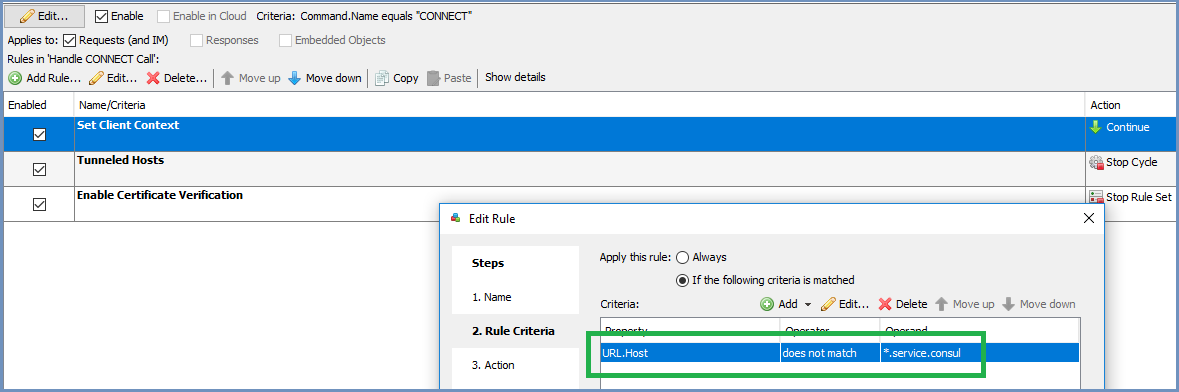 Edit... Enable Enable in Cloud Criteria: Command.Name equals "CONNECT"
Applies to: Requests (and IM) Responses Embedded Objects
Rules in 'Handle CONNECT Call':
Add Rule... Edit... Delete... Move up Move down Copy Paste Show details
Enabled Name/Criteria Action
Set Client Context Continue
Tunneled Hosts Stop Cycle
Enable Certificate Verification Stop Rule Set
Edit Rule
Steps
Apply this rule: Always
If the following criteria is matched
1. Name
Criteria: Add Edit... Delete Move up Move down
2. Rule Criteria
Property Operator Operand
URL.Host does not match *.service.consul
3. Action